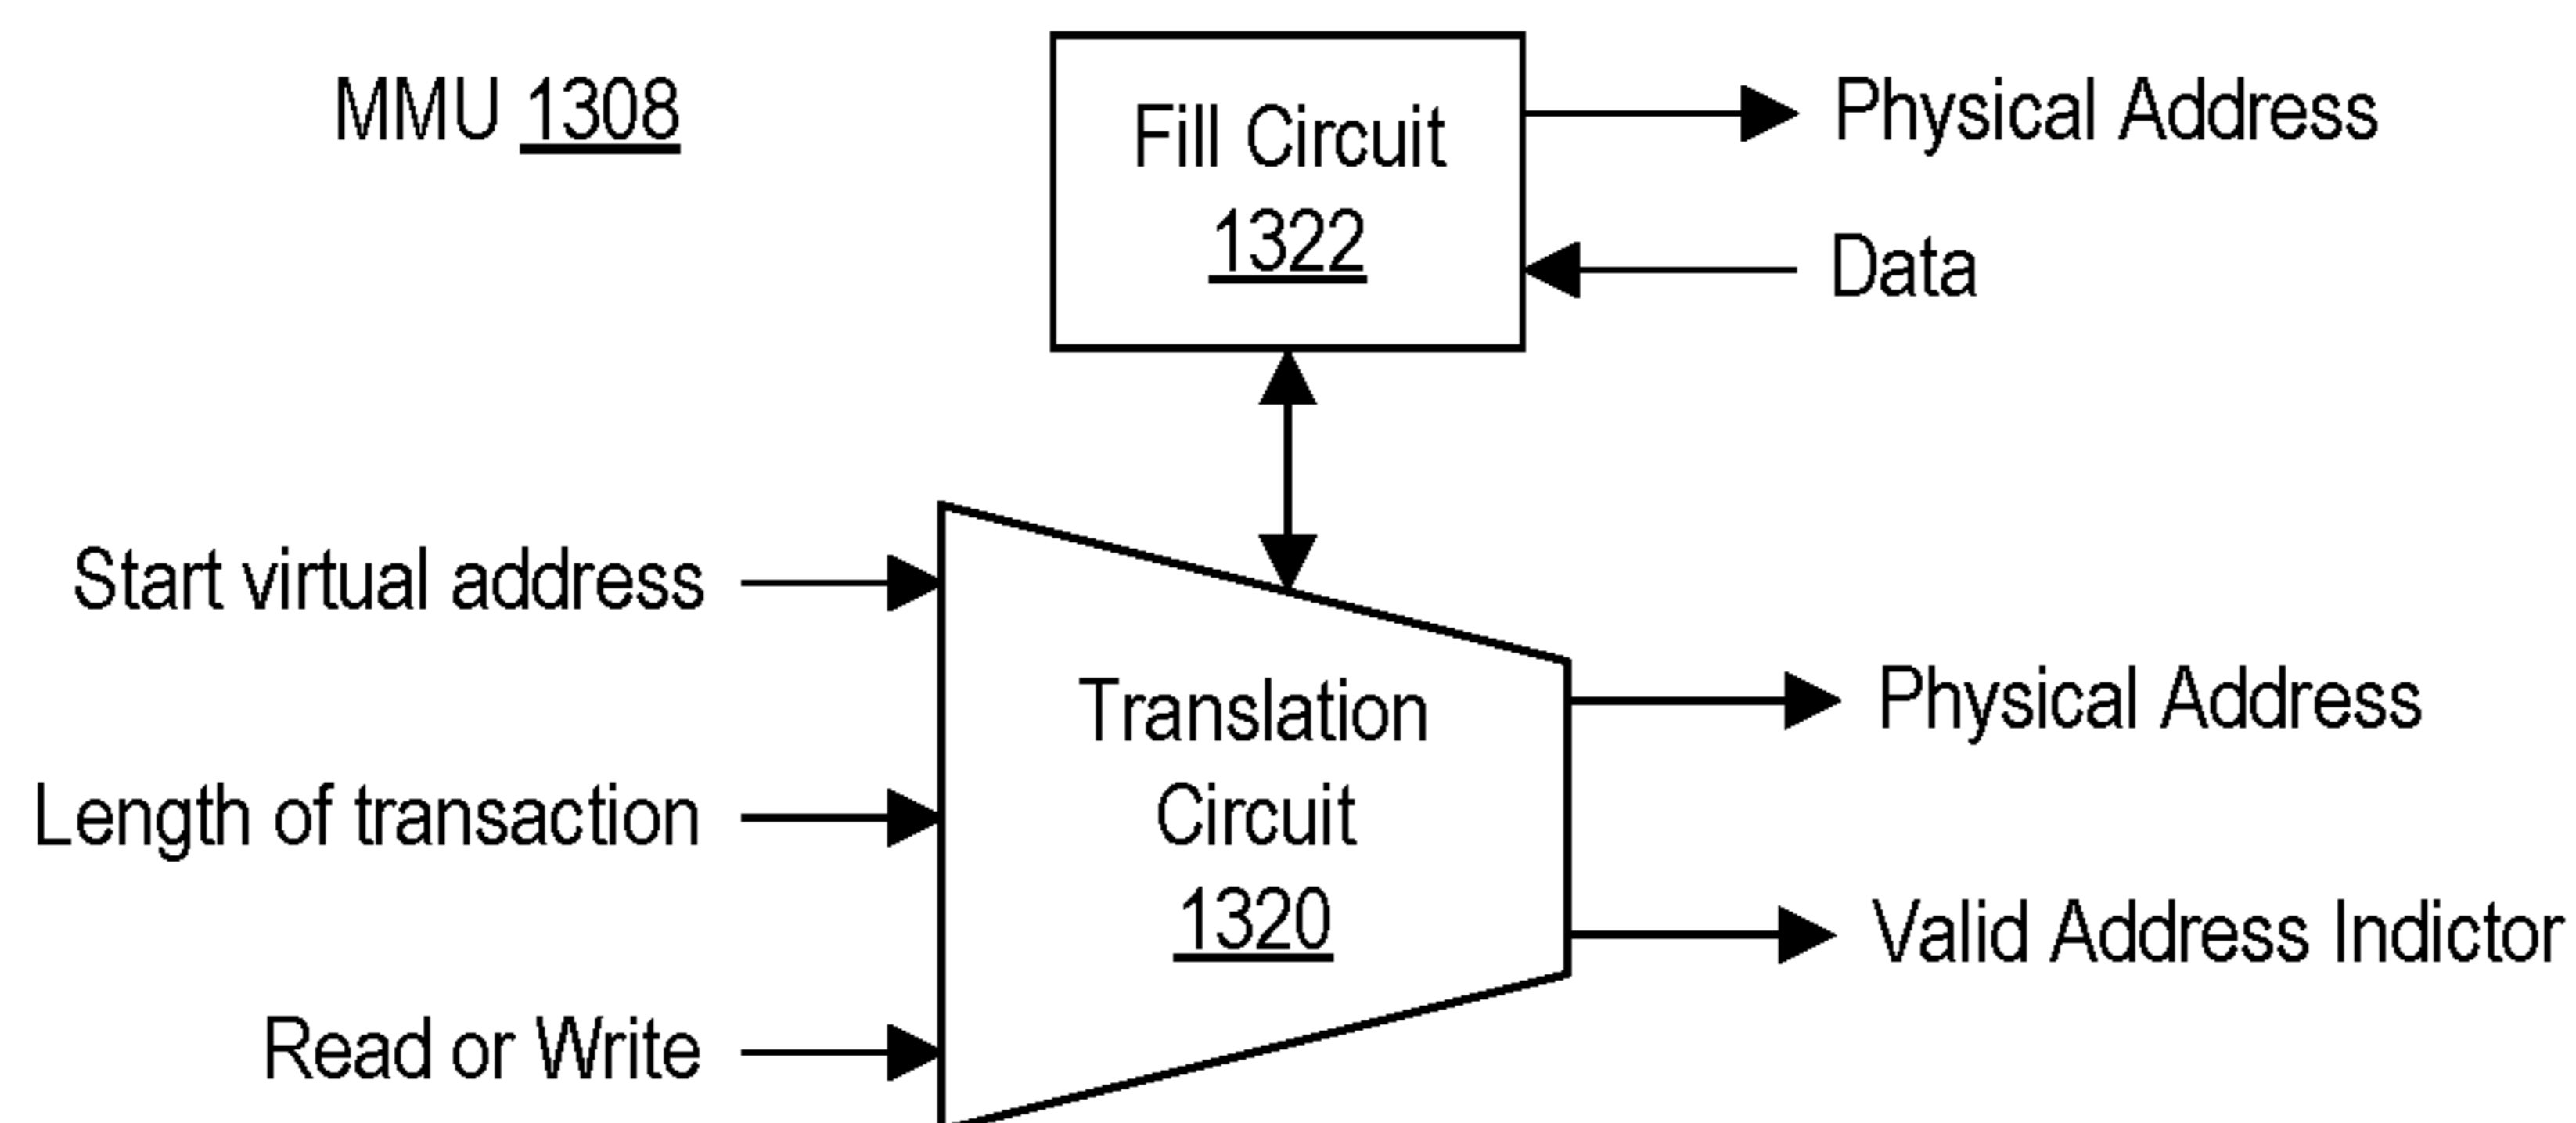 MMU 1308
Fill Circuit
1322
Physical Address
Data
Start virtual address
Length of transaction
Read or Write
Translation
Circuit
1320
Physical Address
Valid Address Indictor